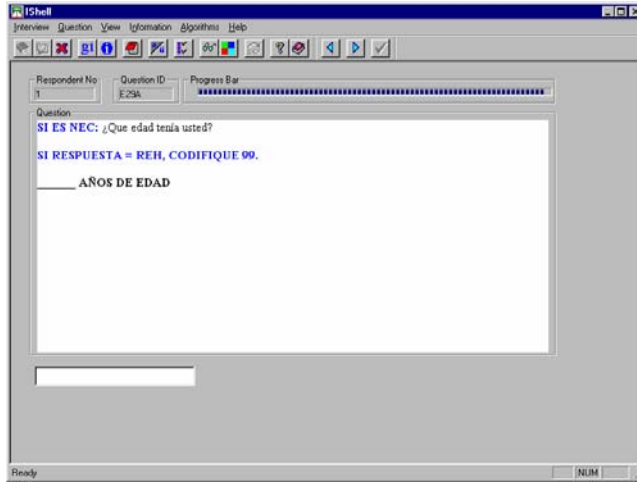 IShell
Interview Question View Information Algorithms Help
Respondent No
1
Question ID
E29A
Progress Bar
Question
SI ES NEC: ¿Que edad tenía usted?
SI RESPUESTA = REH, CODIFIQUE 99.
______ AÑOS DE EDAD
Ready
NUM